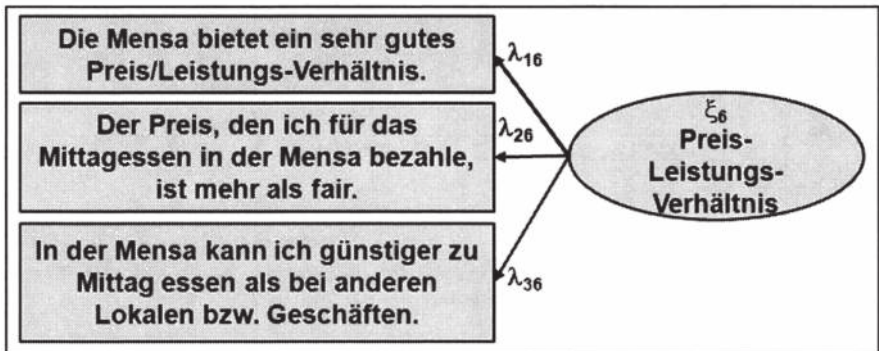 Die Mensa bietet ein sehr gutes
Preis/Leistungs-Verhältnis.
λ16
Der Preis, den ich für das
Mittagessen in der Mensa bezahle,
ist mehr als fair.
λ26
In der Mensa kann ich günstiger zu
Mittag essen als bei anderen
Lokalen bzw. Geschäften.
λ36
ξ6
Preis-
Leistungs-
Verhältnis